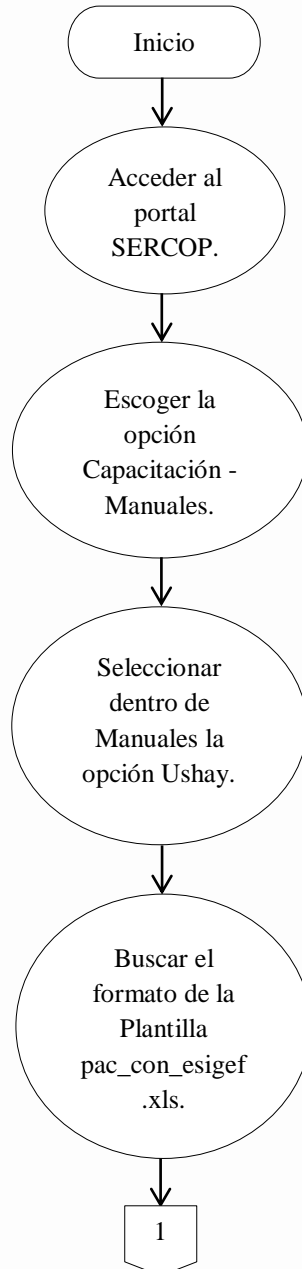 Inicio
Acceder al
portal
SERCOP.
Escoger la
opción
Capacitación -
Manuales.
Seleccionar
dentro de
Manuales la
opción Ushay.
Buscar el
formato de la
Plantilla
pac_con_esigef
.xls.
1